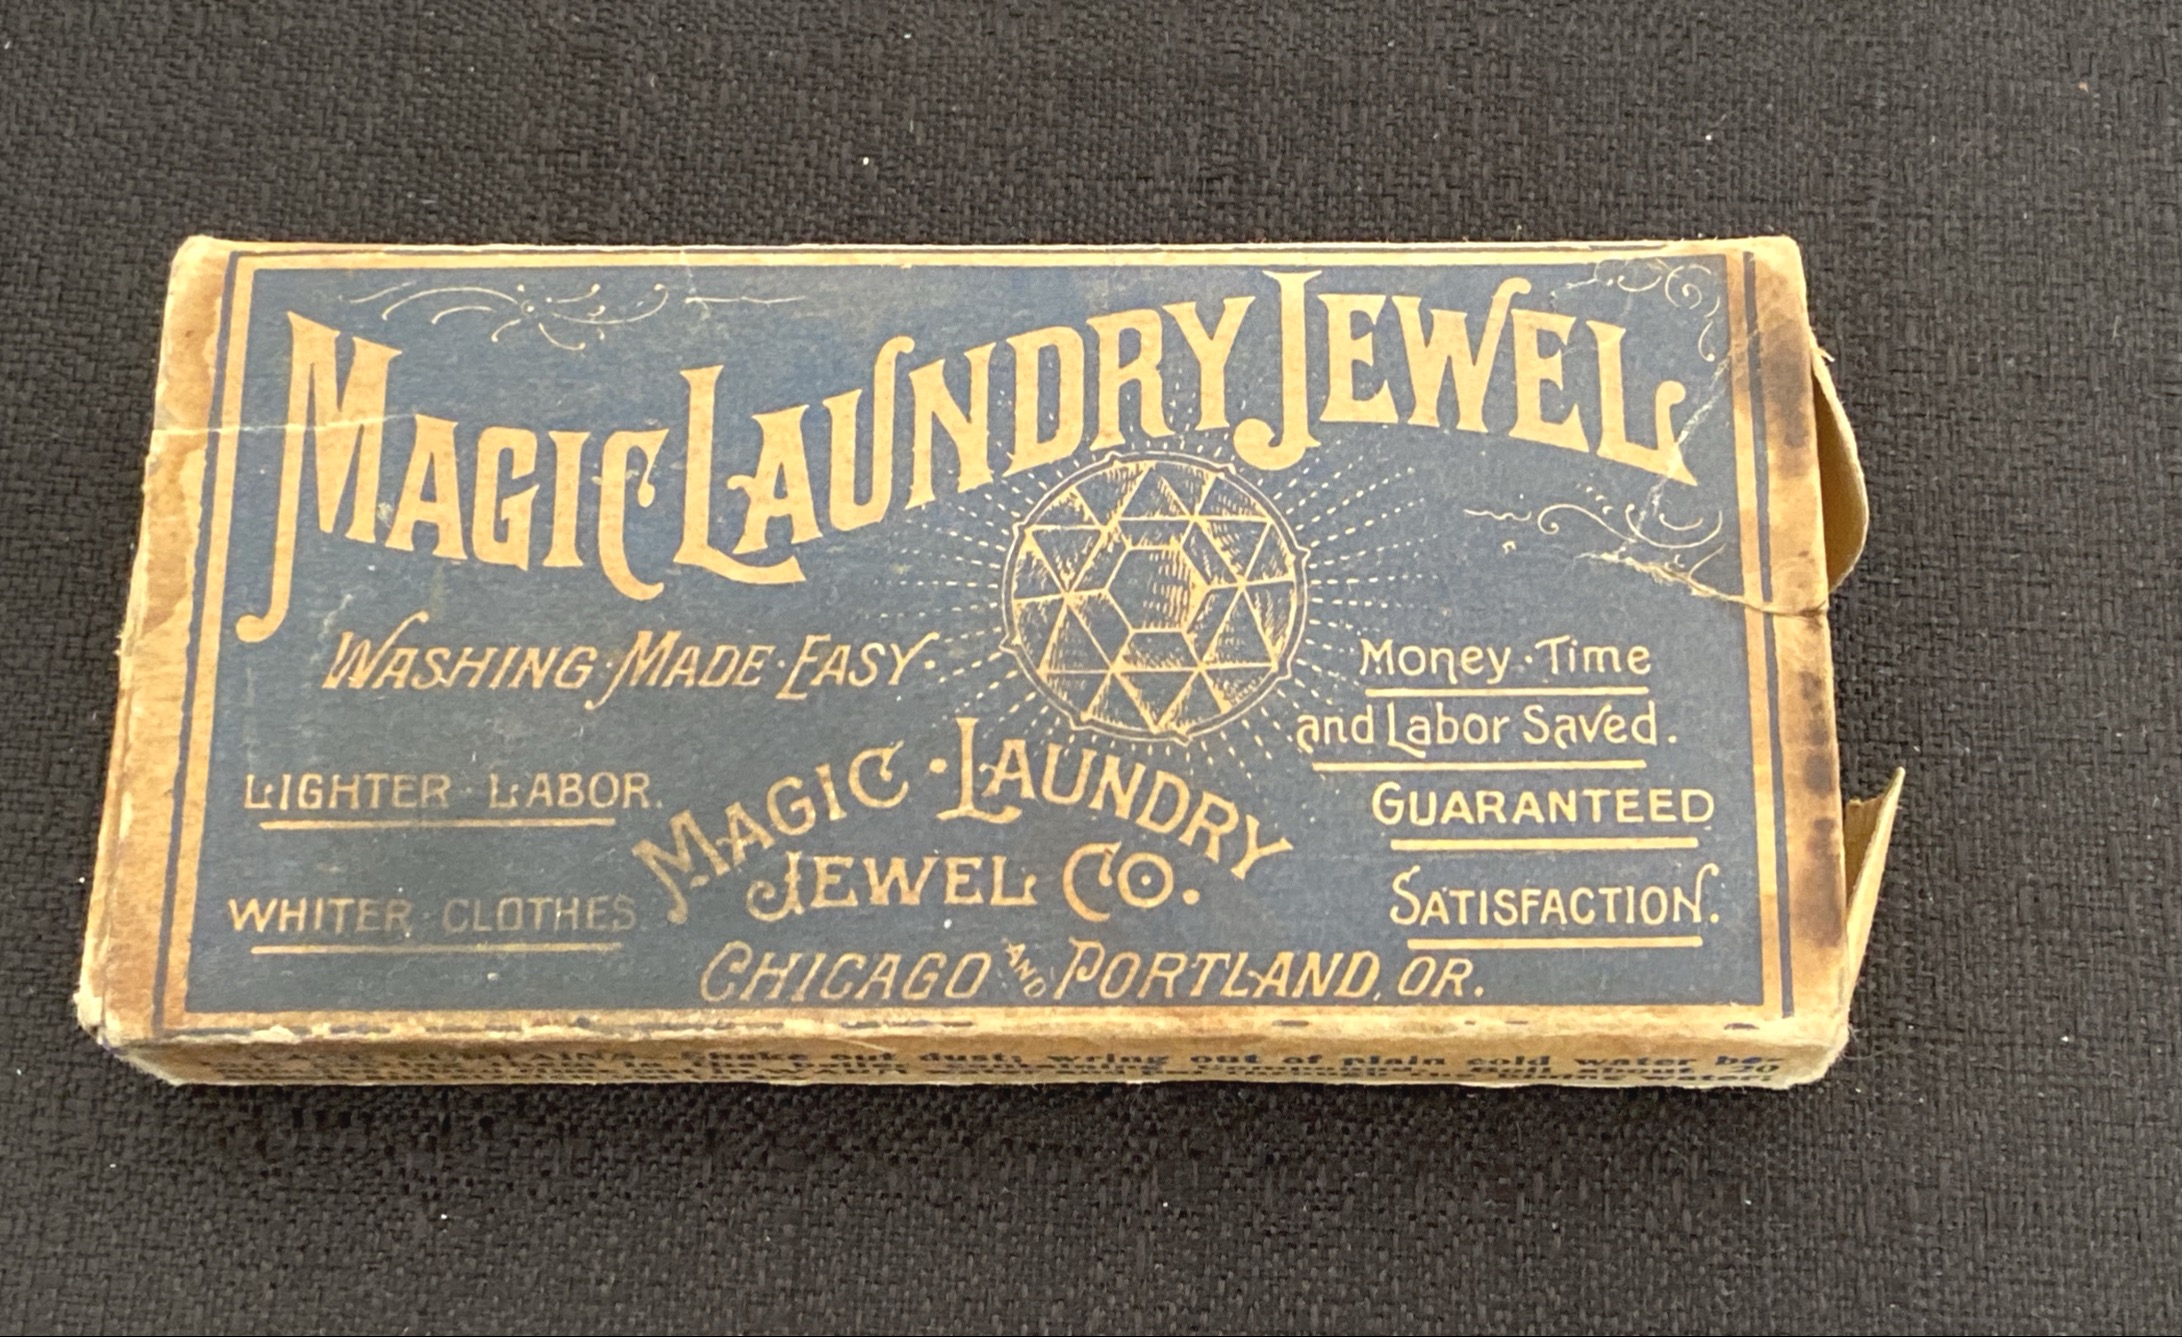 MAGIC LAUNDRY JEWEL
WASHING·MADE·EASY·
LIGHTER LABOR.
WHITER CLOTHES
Money·Time
and Labor Saved.
GUARANTEED
SATISFACTION.
MAGIC·LAUNDRY
JEWEL CO.
CHICAGO AND PORTLAND, OR.
Shake out dust; wring out of plain cold water be-